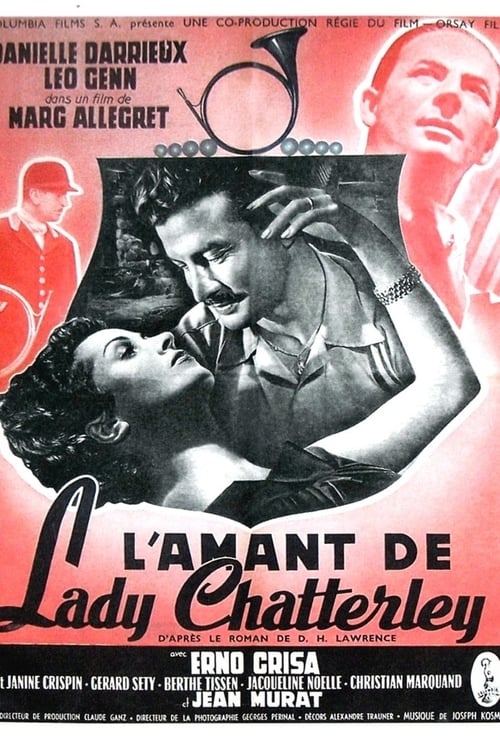 OLUMBIA FILMS S. A. présente UNE CO-PRODUCTION RÉGIE DU FILM - ORSAY FIL
DANIELLE DARRIEUX
LEO GENN
dans un film de
MARC ALLEGRET
L'AMANT DE
Lady Chatterley
D'APRÈS LE ROMAN DE D. H. LAWRENCE
avec
ERNO CRISA
et JANINE CRISPIN - GERARD SETY - BERTHE TISSEN - JACQUELINE NOELLE - CHRISTIAN MARQUAND
et JEAN MURAT
DIRECTEUR DE PRODUCTION CLAUDE GANZ - DIRECTEUR DE LA PHOTOGRAPHIE GEORGES PERINAL - DÉCORS ALEXANDRE TRAUNER - MUSIQUE DE JOSEPH KOSM